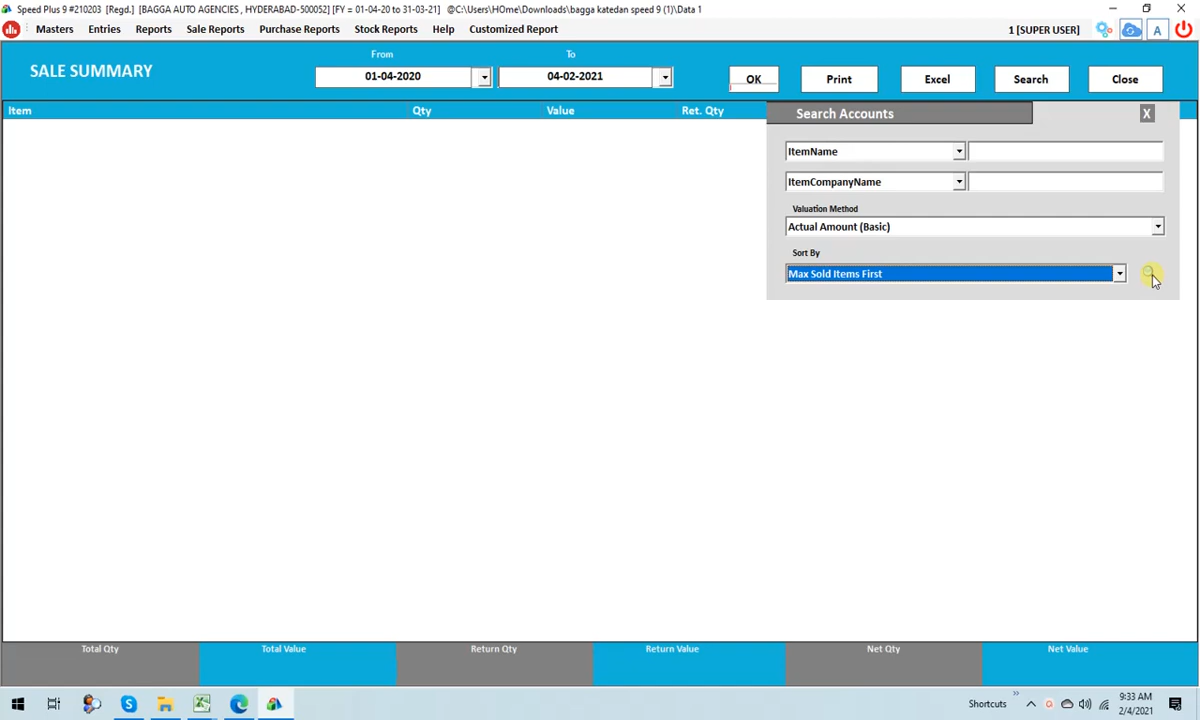 Speed Plus 9 #210203 [Regd.] [BAGGA AUTO AGENCIES , HYDERABAD-500052] [FY = 01-04-20 to 31-03-21] @C:\Users\HOme\Downloads\bagga katedan speed 9 (1)\Data 1
Masters Entries Reports Sale Reports Purchase Reports Stock Reports Help Customized Report 1 [SUPER USER] A
From To
SALE SUMMARY 01-04-2020 04-02-2021 OK Print Excel Search Close
Item Qty Value Ret. Qty
Search Accounts X
ItemName
ItemCompanyName
Valuation Method
Actual Amount (Basic)
Sort By
Max Sold Items First
Total Qty Total Value Return Qty Return Value Net Qty Net Value
Shortcuts
9:33 AM
2/4/2021